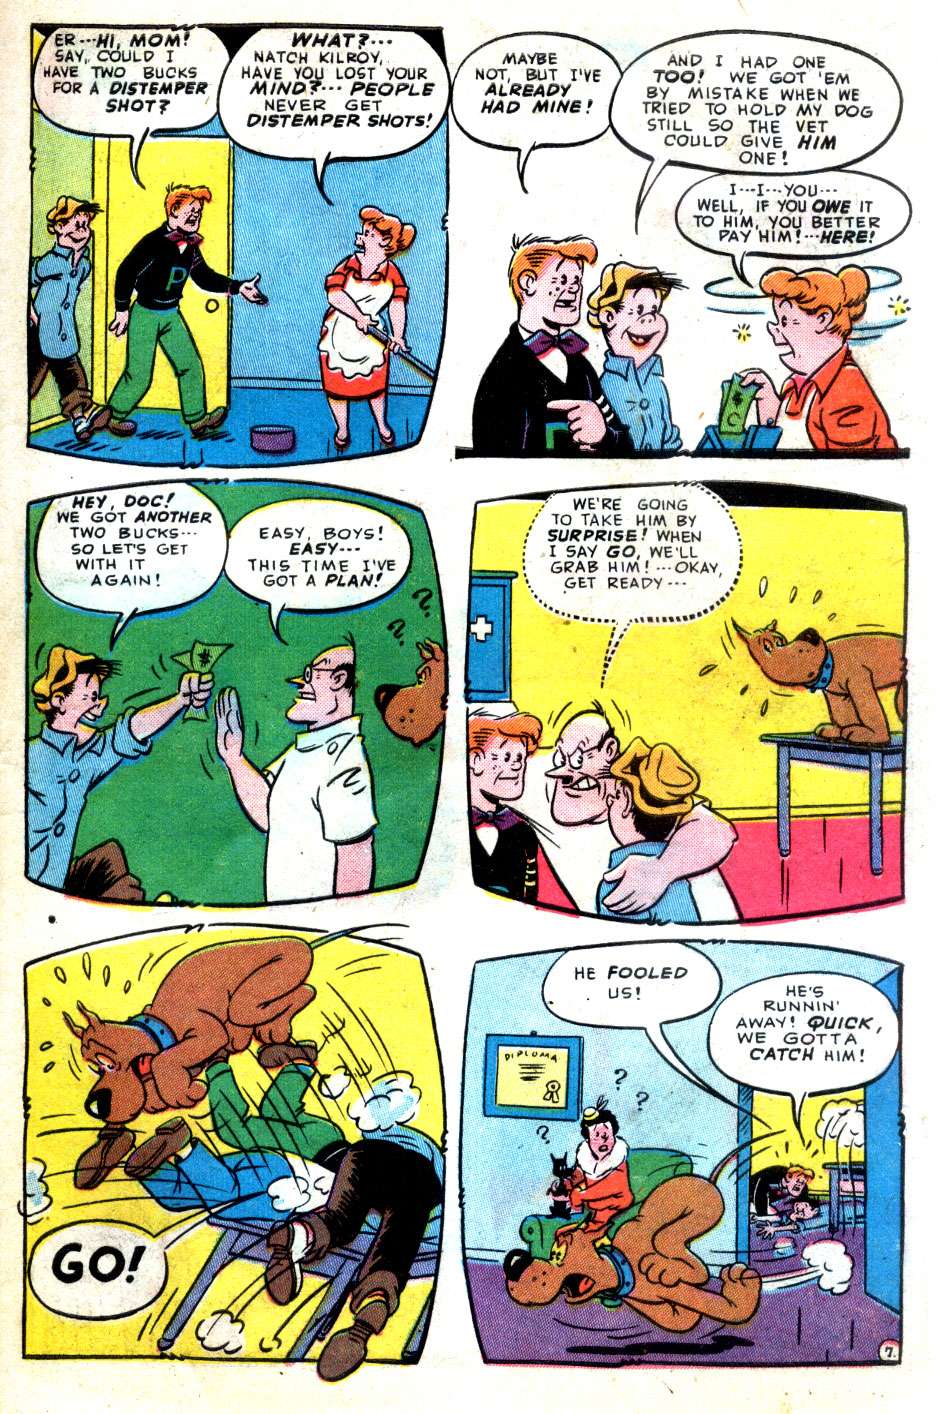 ER---HI, MOM!
SAY, COULD I
HAVE TWO BUCKS
FOR A DISTEMPER
SHOT?
WHAT?---
NATCH KILROY,
HAVE YOU LOST YOUR
MIND?--- PEOPLE
NEVER GET
DISTEMPER SHOTS!
P
MAYBE
NOT, BUT I'VE
ALREADY
HAD MINE!
AND I HAD ONE
TOO! WE GOT 'EM
BY MISTAKE WHEN WE
TRIED TO HOLD MY DOG
STILL SO THE VET
COULD GIVE HIM
ONE!
I---I---YOU---
WELL, IF YOU OWE IT
TO HIM, YOU BETTER
PAY HIM!---HERE!
HEY, DOC!
WE GOT ANOTHER
TWO BUCKS---
SO LET'S GET
WITH IT
AGAIN!
EASY, BOYS!
EASY---
THIS TIME I'VE
GOT A PLAN!
?
?
WE'RE GOING
TO TAKE HIM BY
SURPRISE! WHEN
I SAY GO, WE'LL
GRAB HIM!---OKAY,
GET READY---
GO!
HE FOOLED
US!
HE'S
RUNNIN'
AWAY! QUICK,
WE GOTTA
CATCH HIM!
DIPLOMA
?
?
?
7.